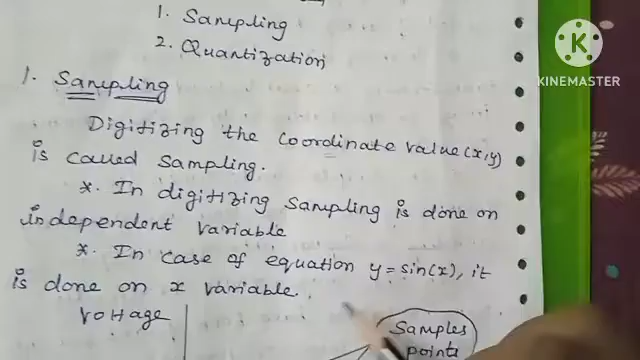 1. Sampling
2. Quantization
1. Sampling
Digitizing the coordinate value (x,y)
is called sampling.
*. In digitizing sampling is done on
independent variable
*. In case of equation y = sin(x), it
is done on x variable.
voltage
Samples
points
KINEMASTER